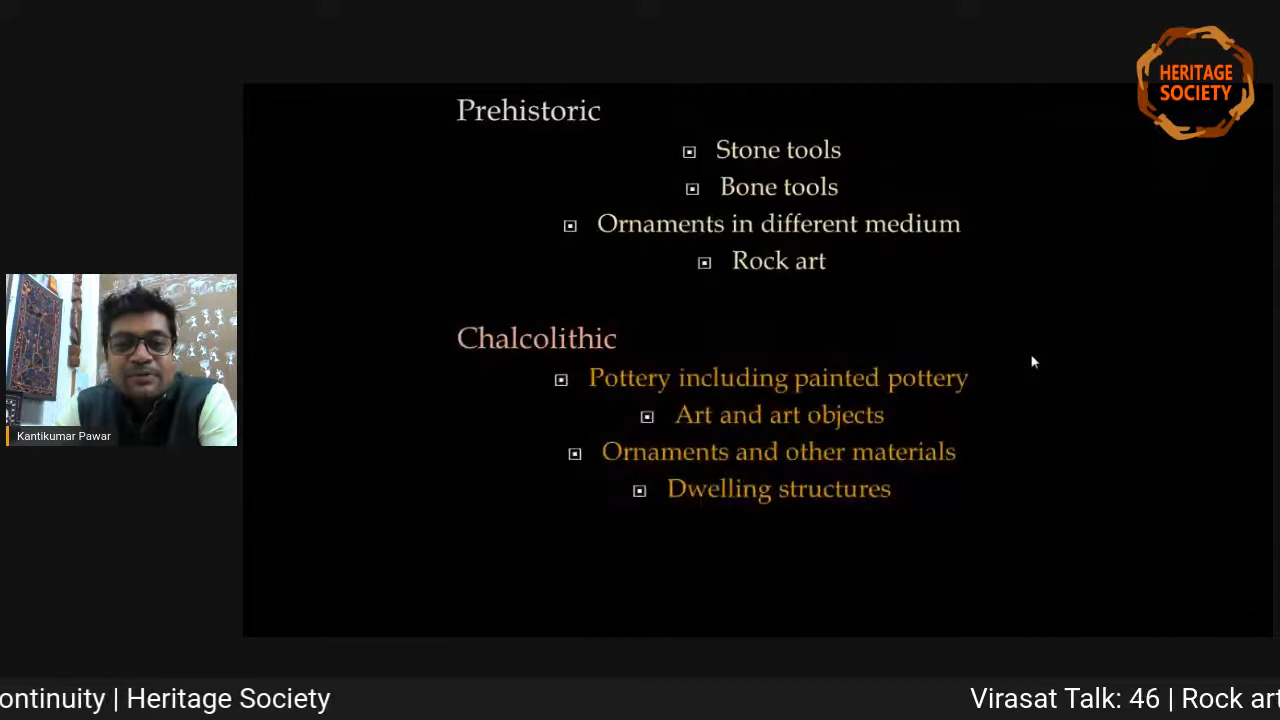 HERITAGE
SOCIETY
Prehistoric
Stone tools
Bone tools
Ornaments in different medium
Rock art
Chalcolithic
Pottery including painted pottery
Art and art objects
Ornaments and other materials
Dwelling structures
Kantikumar Pawar
ontinuity | Heritage Society
Virasat Talk: 46 | Rock art